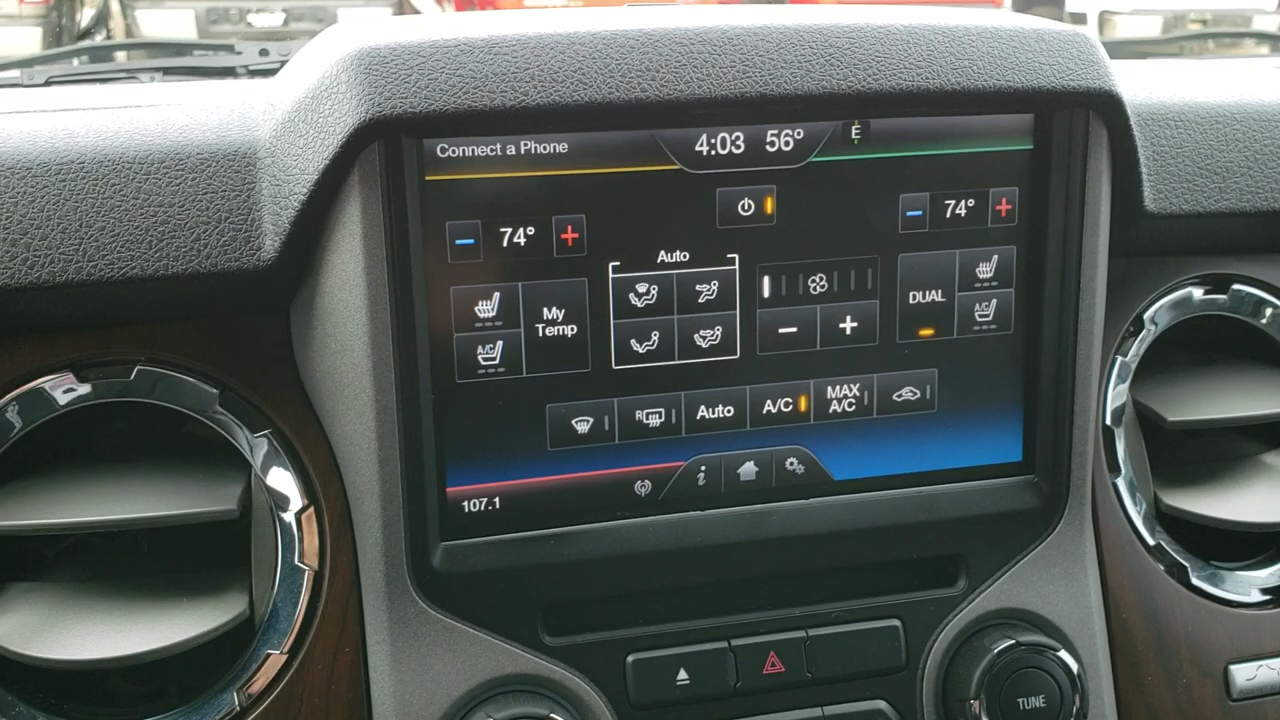 Connect a Phone
4:03 56°
E
74°
74°
Auto
My
Temp
A/C
DUAL
A/C
R
Auto
A/C
MAX
A/C
i
107.1
TUNE